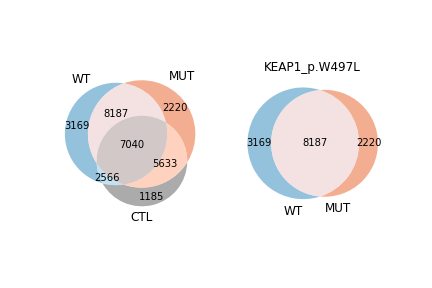 WT
MUT
8187
2220
3169
7040
5633
2566
1185
CTL
KEAP1_p.W497L
3169
8187
2220
WT
MUT